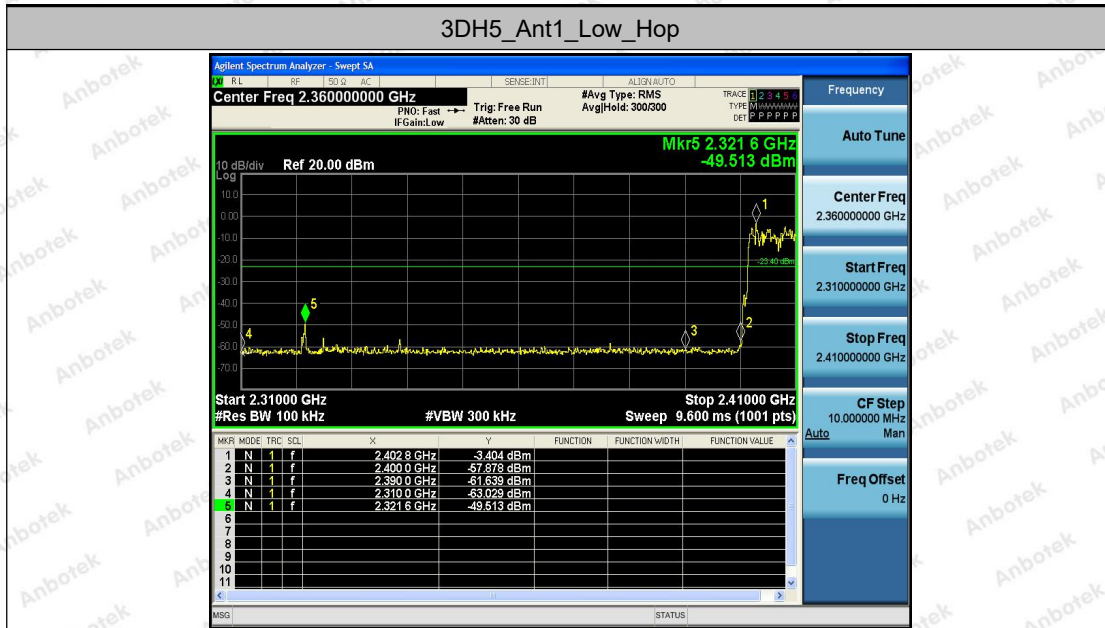 3DH5_Ant1_Low_Hop
Agilent Spectrum Analyzer - Swept SA
RL RF 50 Ω AC SENSE:INT ALIGN AUTO
Center Freq 2.360000000 GHz
PNO: Fast
IFGain:Low
Trig: Free Run
#Atten: 30 dB
#Avg Type: RMS
Avg|Hold: 300/300
TRACE 1 2 3 4 5 6
TYPE M W W W W W
DET P P P P P P
Mkr5 2.321 6 GHz
-49.513 dBm
10 dB/div Ref 20.00 dBm
Log
10.0
0.00
-10.0
-20.0
-30.0
-40.0
-50.0
-60.0
-70.0
1
-23.40 dBm
5
4
3
2
Start 2.31000 GHz
Stop 2.41000 GHz
#Res BW 100 kHz
#VBW 300 kHz
Sweep 9.600 ms (1001 pts)
MKR MODE TRC SCL X Y FUNCTION FUNCTION WIDTH FUNCTION VALUE
1 N 1 f 2.402 8 GHz -3.404 dBm
2 N 1 f 2.400 0 GHz -57.878 dBm
3 N 1 f 2.390 0 GHz -61.639 dBm
4 N 1 f 2.310 0 GHz -63.029 dBm
5 N 1 f 2.321 6 GHz -49.513 dBm
6
7
8
9
10
11
MSG STATUS
Frequency
Auto Tune
Center Freq
2.360000000 GHz
Start Freq
2.310000000 GHz
Stop Freq
2.410000000 GHz
CF Step
10.000000 MHz
Auto Man
Freq Offset
0 Hz
Anbotek